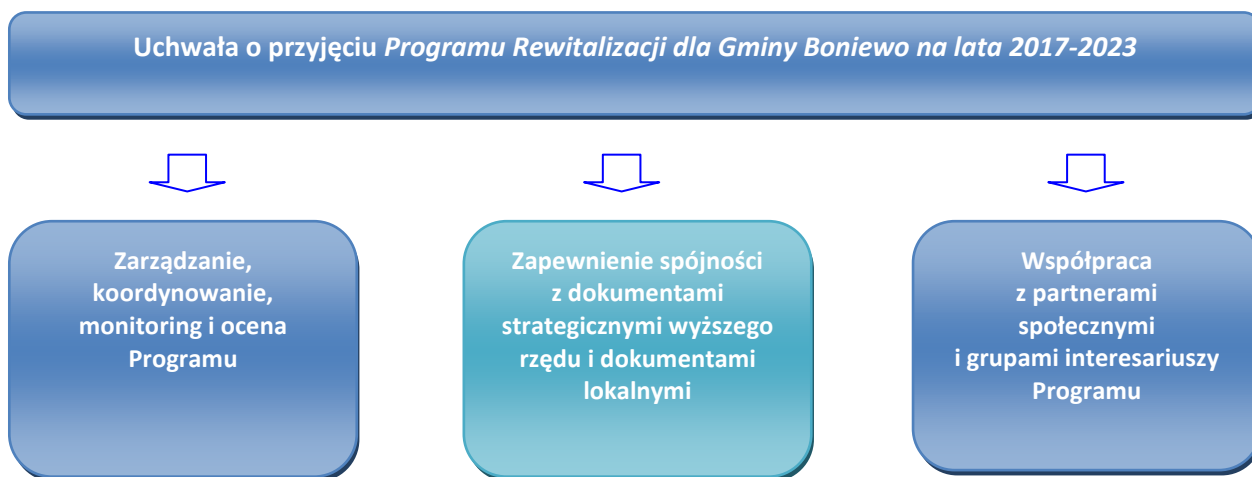 Uchwała o przyjęciu Programu Rewitalizacji dla Gminy Boniewo na lata 2017-2023
Zarządzanie,
koordynowanie,
monitoring i ocena
Programu
Zapewnienie spójności
z dokumentami
strategicznymi wyższego
rzędu i dokumentami
lokalnymi
Współpraca
z partnerami
społecznymi
i grupami interesariuszy
Programu